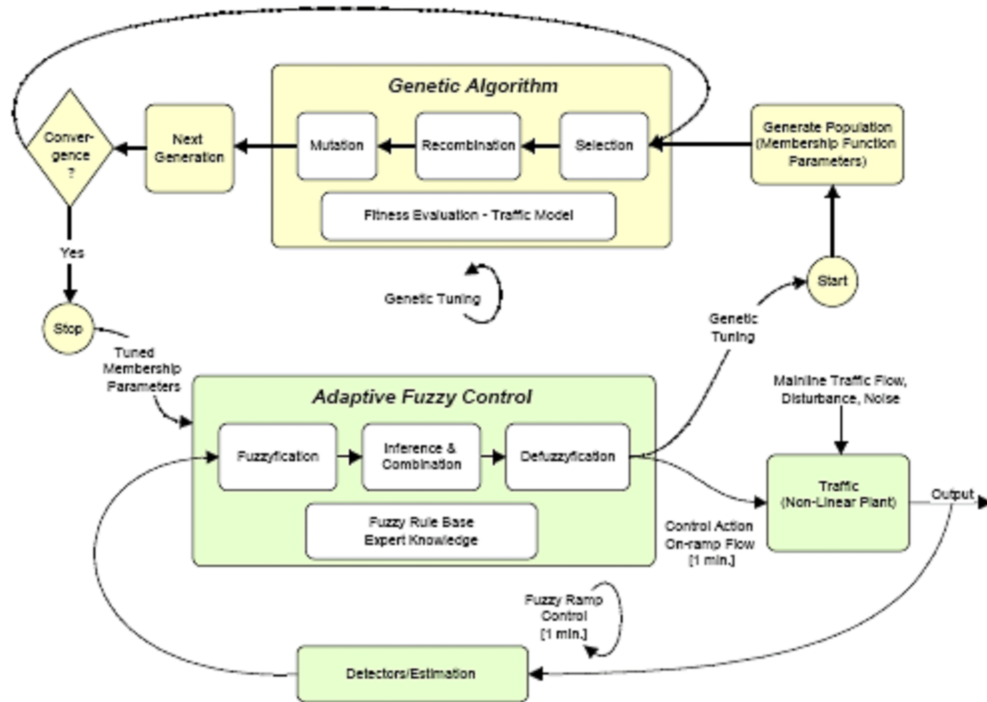 Genetic Algorithm
Conver-
gence
?
Next
Generation
Mutation
Recombination
Selection
Generate Population
(Membership Function
Parameters)
Fitness Evaluation - Traffic Model
Yes
Genetic Tuning
Start
Stop
Genetic
Tuning
Tuned
Membership
Parameters
Mainline Traffic Flow,
Disturbance, Noise
Adaptive Fuzzy Control
Fuzzyfication
Inference &
Combination
Defuzzyfication
Traffic
(Non-Linear Plant)
Output
Fuzzy Rule Base
Expert Knowledge
Control Action
On-ramp Flow
[1 min.]
Fuzzy Ramp
Control
[1 min.]
Detectors/Estimation